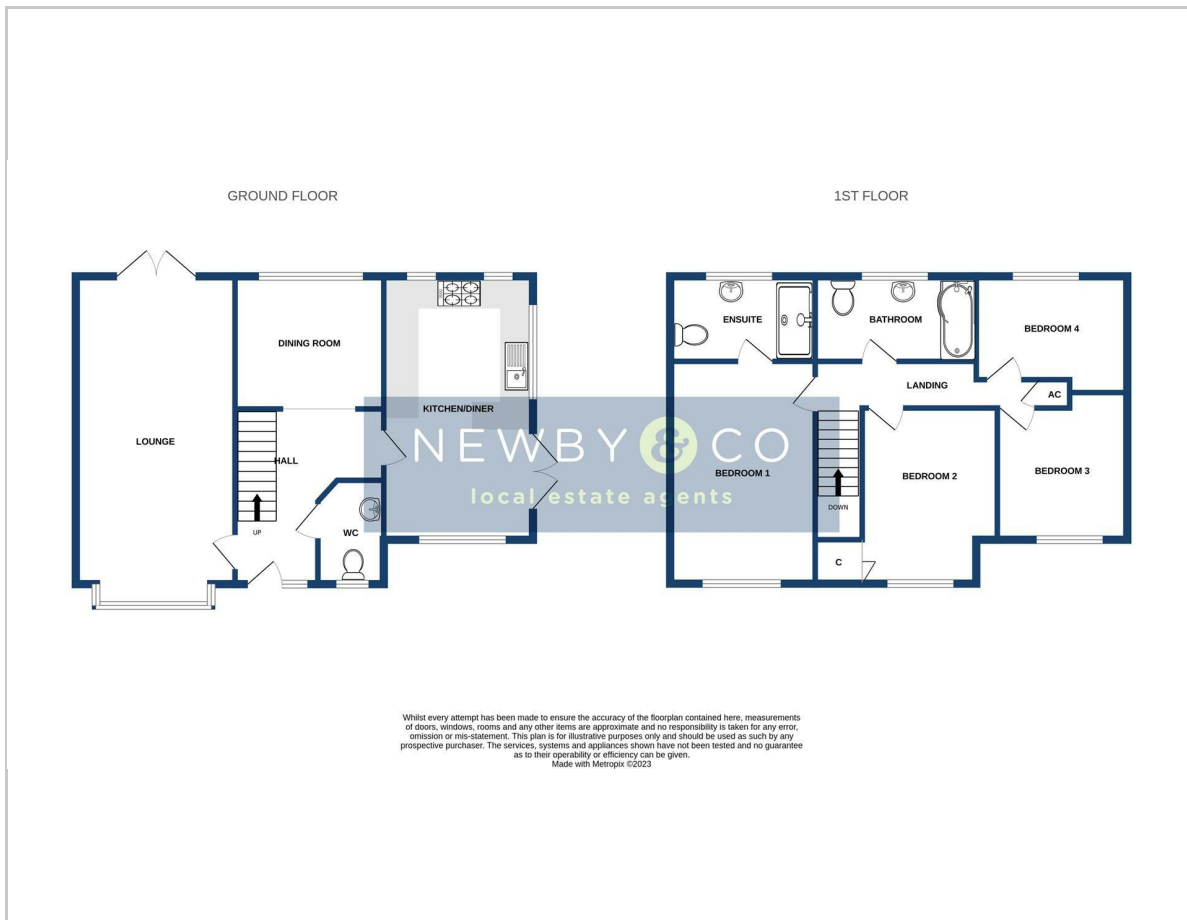 GROUND FLOOR
1ST FLOOR
DINING ROOM
KITCHEN/DINER
LOUNGE
HALL
UP
WC
ENSUITE
BATHROOM
BEDROOM 4
LANDING
AC
BEDROOM 1
BEDROOM 2
BEDROOM 3
DOWN
C
NEWBY & CO
local estate agents
Whilst every attempt has been made to ensure the accuracy of the floorplan contained here, measurements
of doors, windows, rooms and any other items are approximate and no responsibility is taken for any error,
omission or mis-statement. This plan is for illustrative purposes only and should be used as such by any
prospective purchaser. The services, systems and appliances shown have not been tested and no guarantee
as to their operability or efficiency can be given.
Made with Metropix ©2023